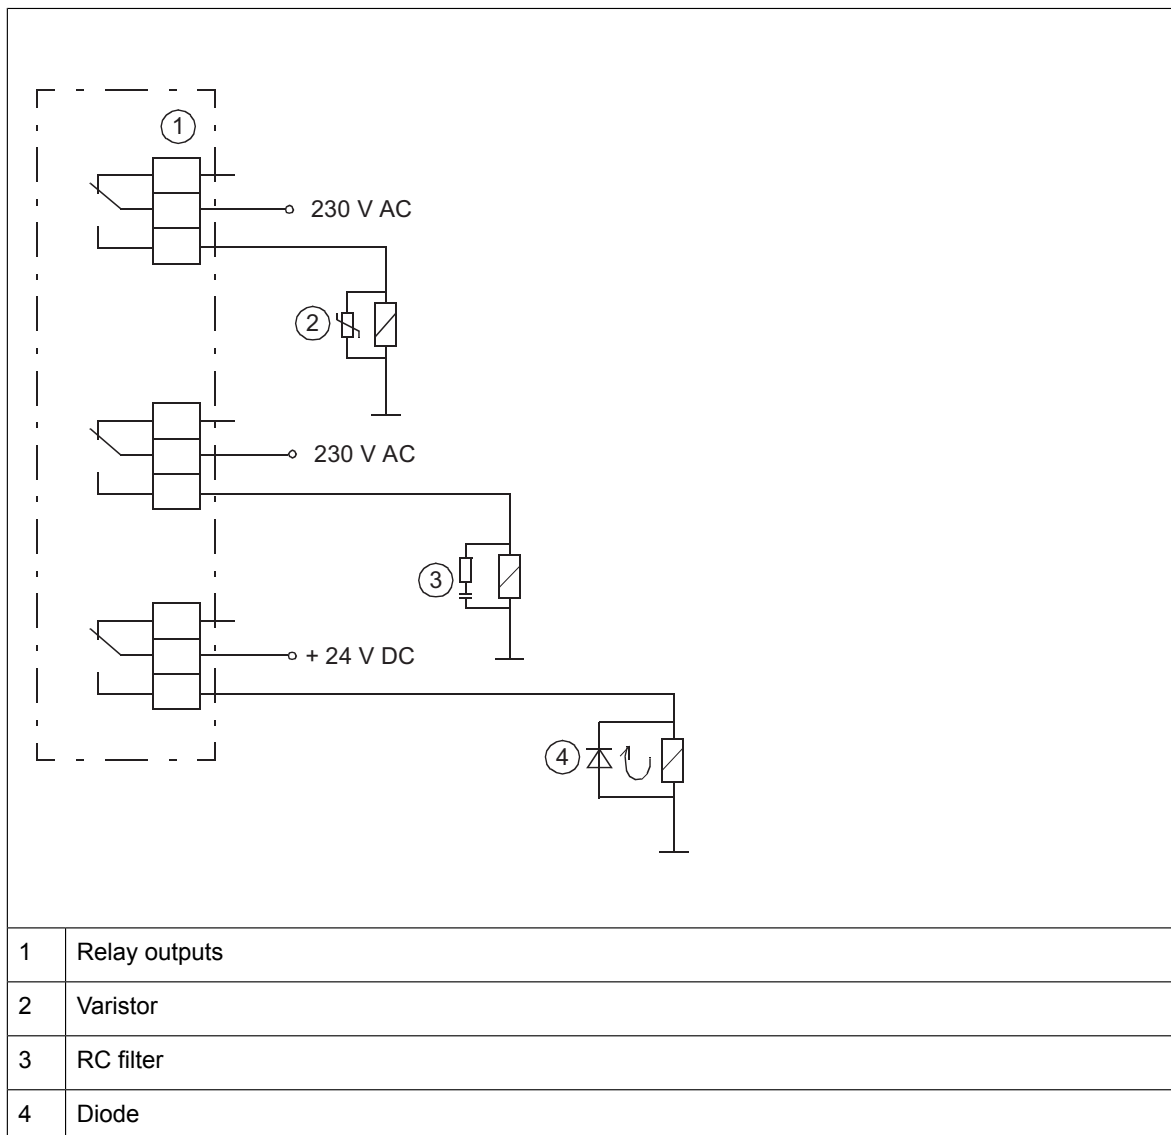 1
230 V AC
2
230 V AC
3
+ 24 V DC
4
1 Relay outputs
2 Varistor
3 RC filter
4 Diode